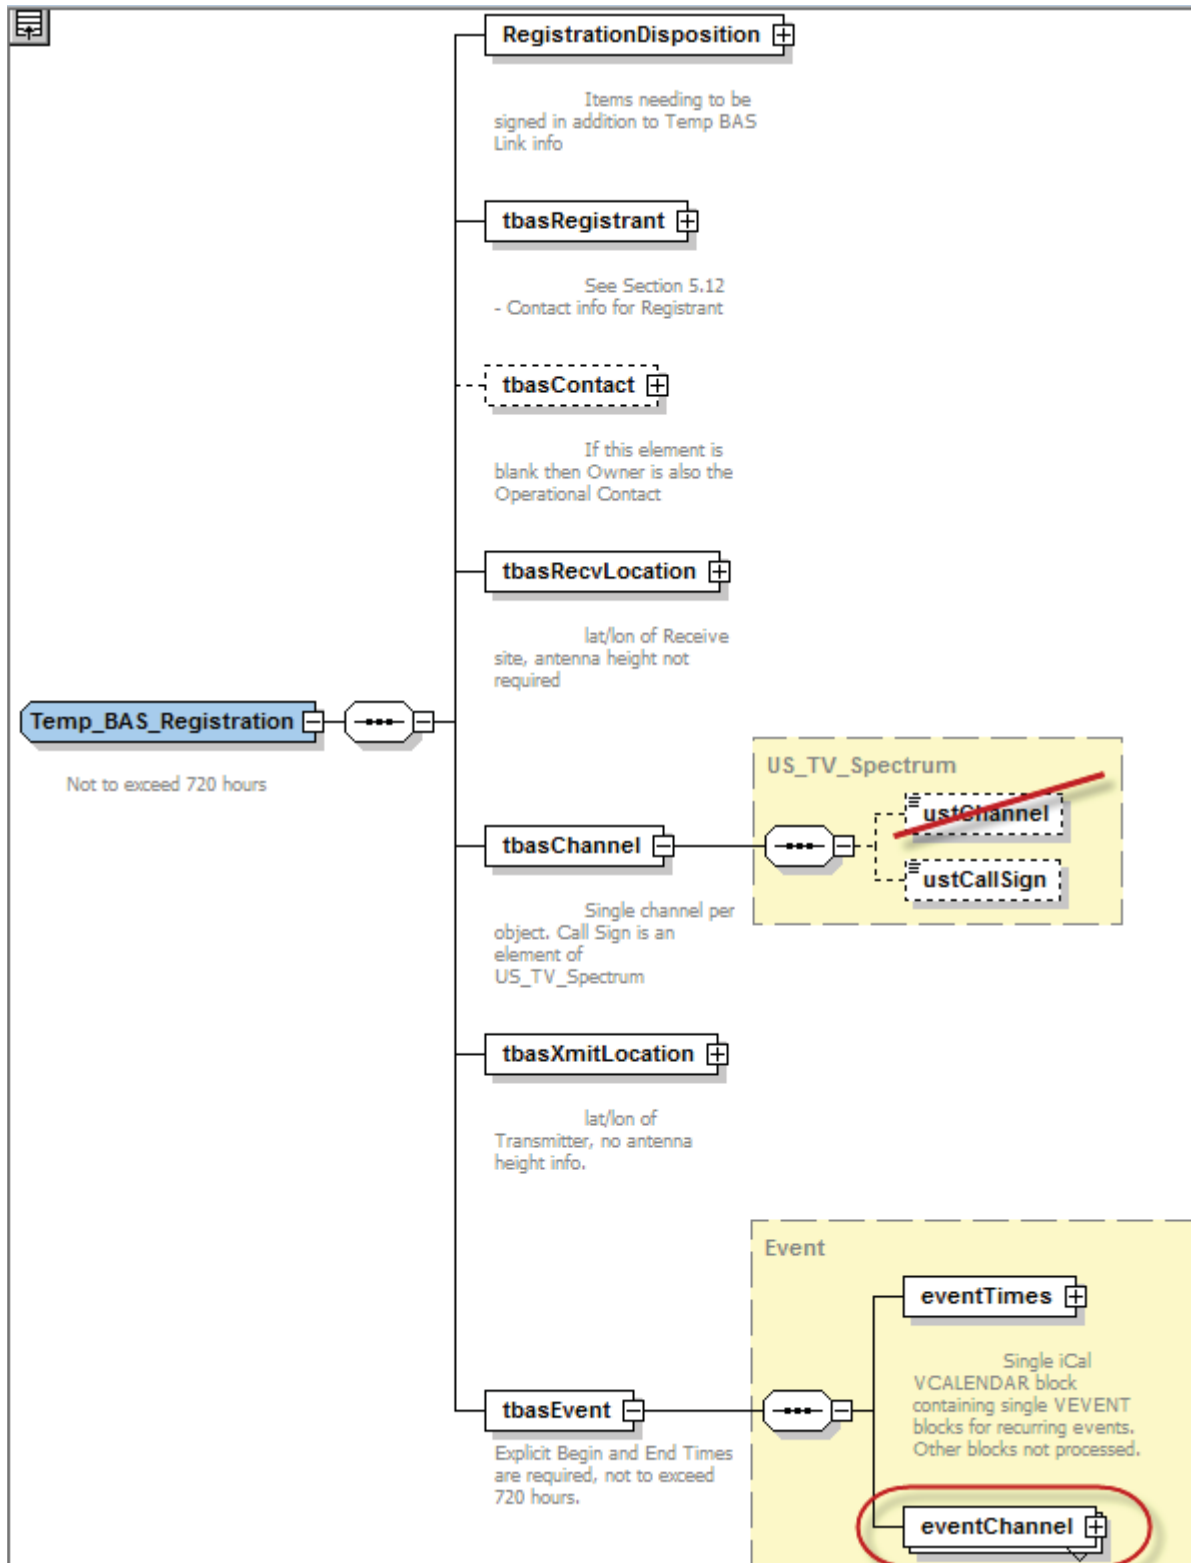 RegistrationDisposition
Items needing to be
signed in addition to Temp BAS
Link info
tbasRegistrant
See Section 5.12
- Contact info for Registrant
tbasContact
If this element is
blank then Owner is also the
Operational Contact
tbasRecvLocation
lat/lon of Receive
site, antenna height not
required
Temp_BAS_Registration
Not to exceed 720 hours
US_TV_Spectrum
ustChannel
tbasChannel
ustCallSign
Single channel per
object. Call Sign is an
element of
US_TV_Spectrum
tbasXmitLocation
lat/lon of
Transmitter, no antenna
height info.
Event
eventTimes
Single iCal
VCALENDAR block
containing single VEVENT
blocks for recurring events.
Other blocks not processed.
tbasEvent
Explicit Begin and End Times
are required, not to exceed
720 hours.
eventChannel